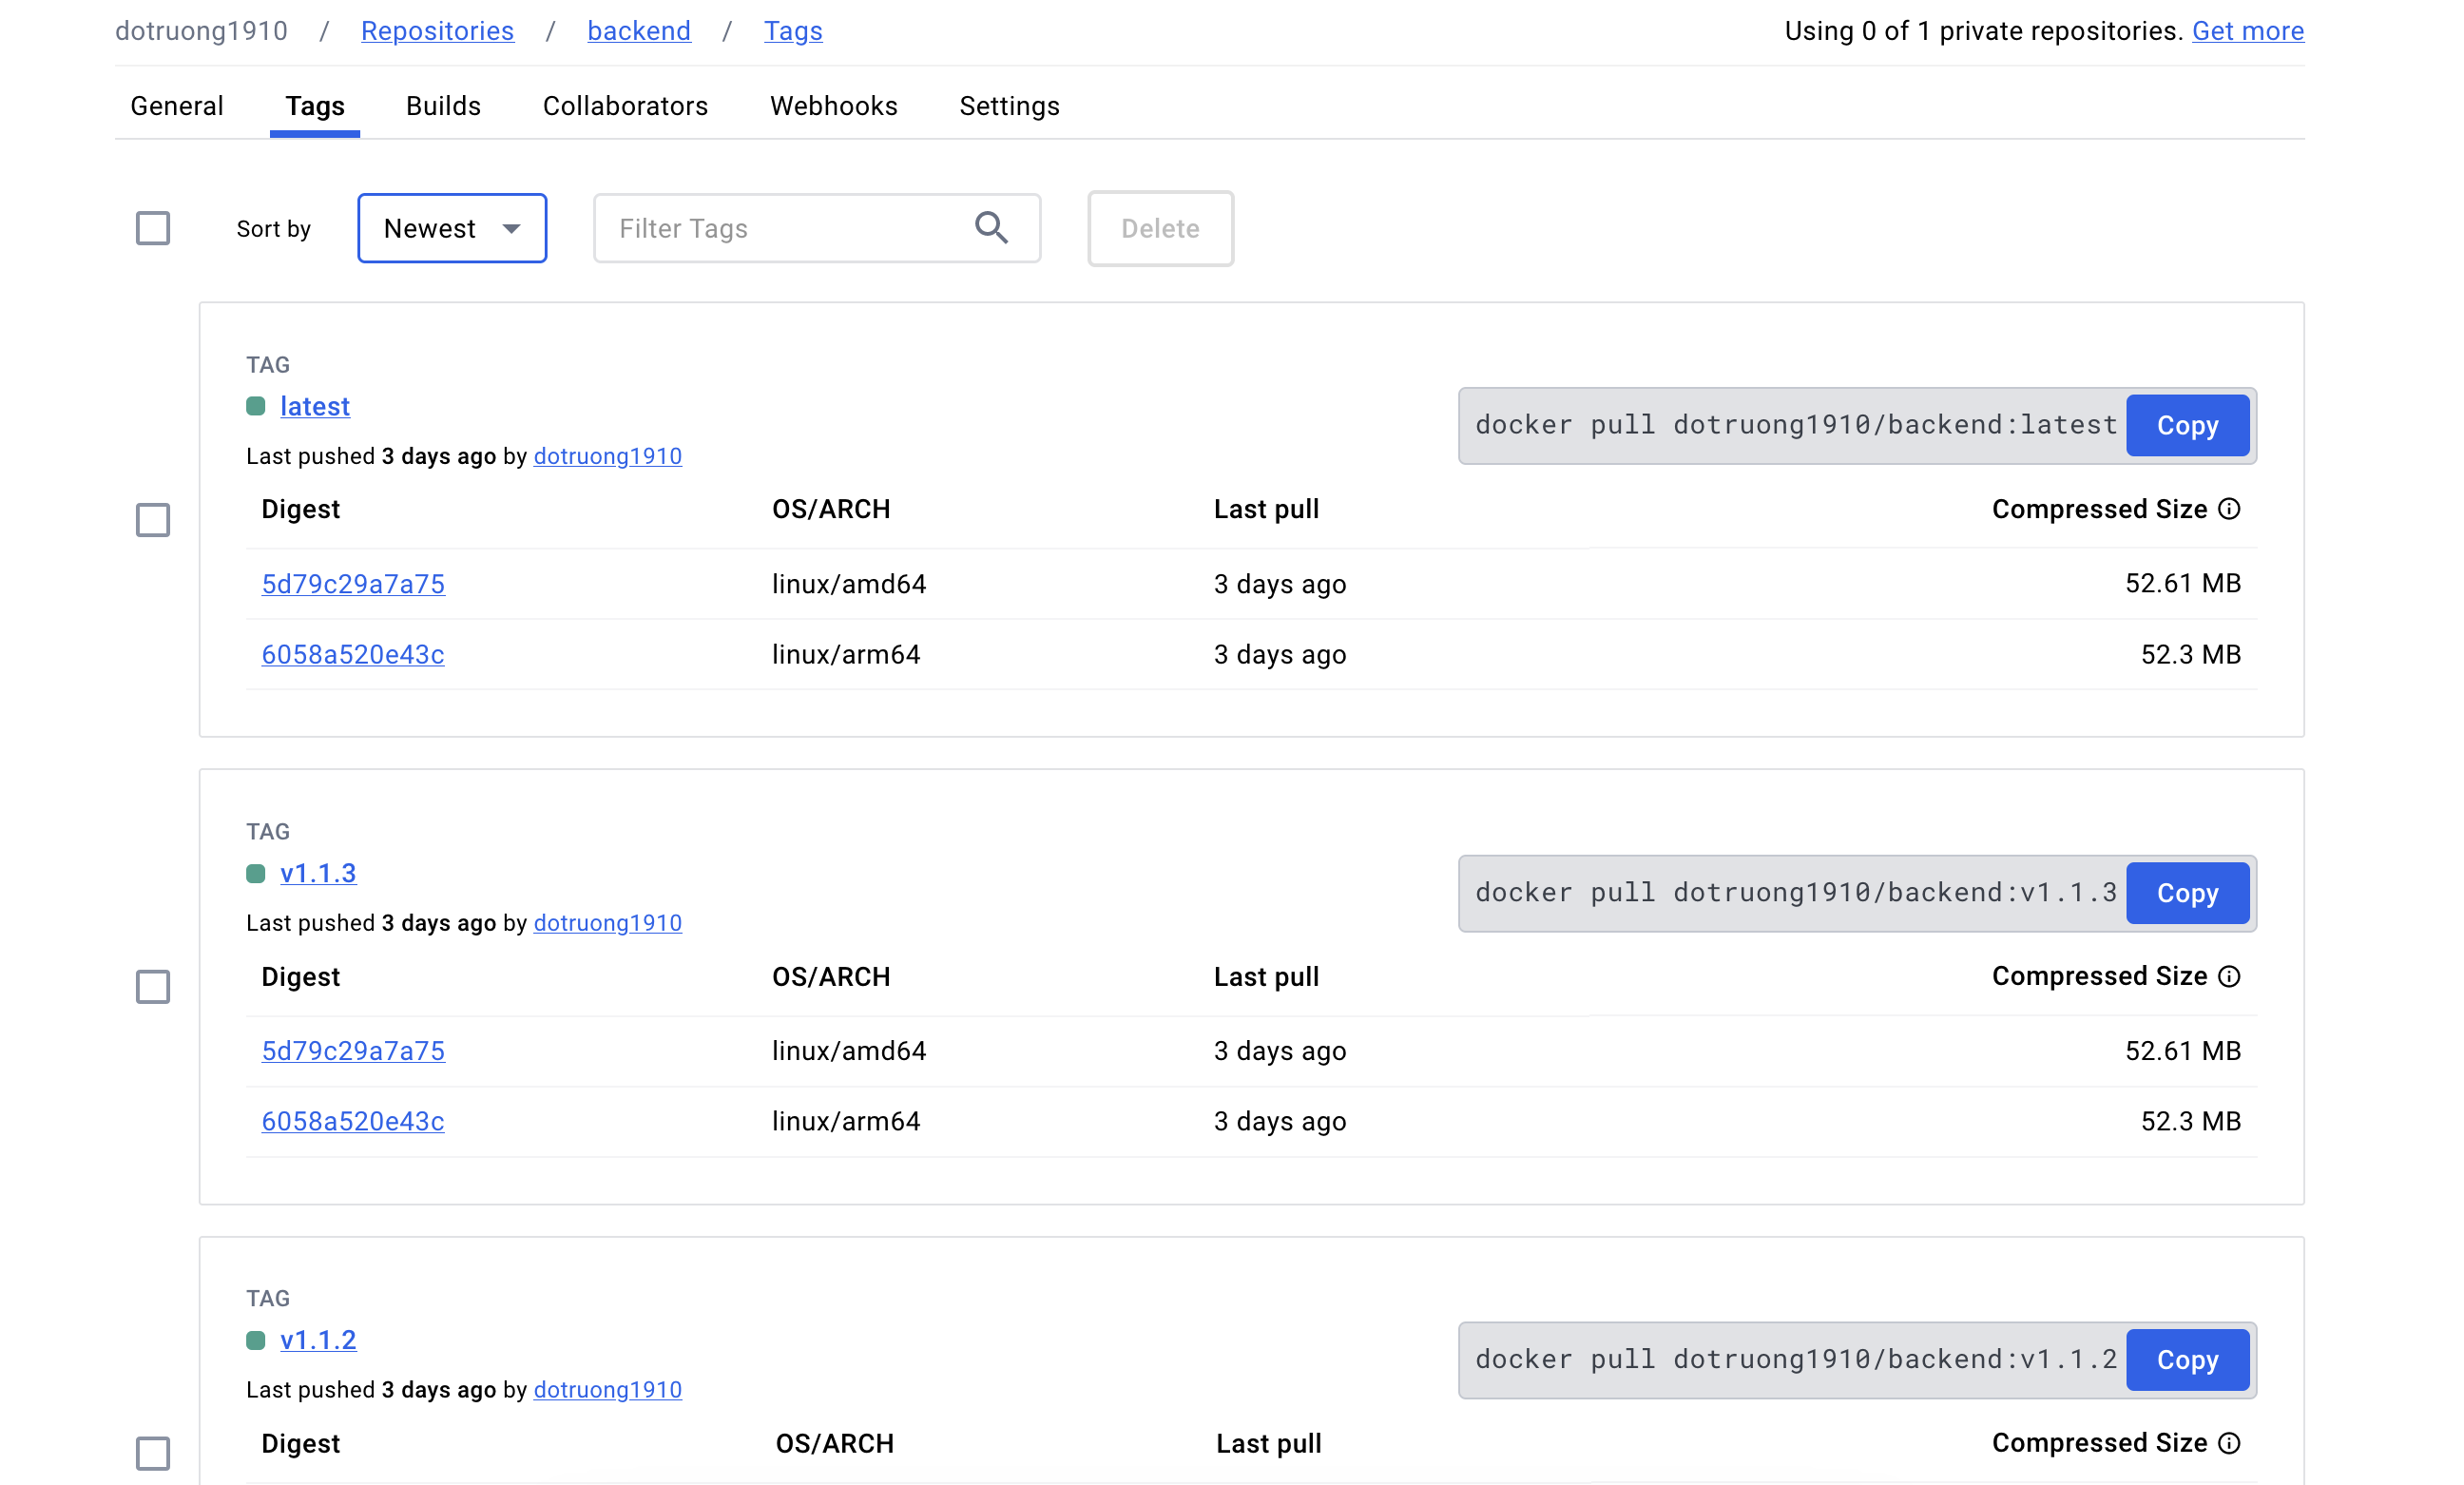 dotruong1910 / Repositories / backend / Tags
Using 0 of 1 private repositories. Get more
General Tags Builds Collaborators Webhooks Settings
Sort by Newest Filter Tags Delete
TAG
latest
docker pull dotruong1910/backend:latest Copy
Last pushed 3 days ago by dotruong1910
Digest OS/ARCH Last pull Compressed Size
5d79c29a7a75 linux/amd64 3 days ago 52.61 MB
6058a520e43c linux/arm64 3 days ago 52.3 MB
TAG
v1.1.3
docker pull dotruong1910/backend:v1.1.3 Copy
Last pushed 3 days ago by dotruong1910
Digest OS/ARCH Last pull Compressed Size
5d79c29a7a75 linux/amd64 3 days ago 52.61 MB
6058a520e43c linux/arm64 3 days ago 52.3 MB
TAG
v1.1.2
docker pull dotruong1910/backend:v1.1.2 Copy
Last pushed 3 days ago by dotruong1910
Digest OS/ARCH Last pull Compressed Size